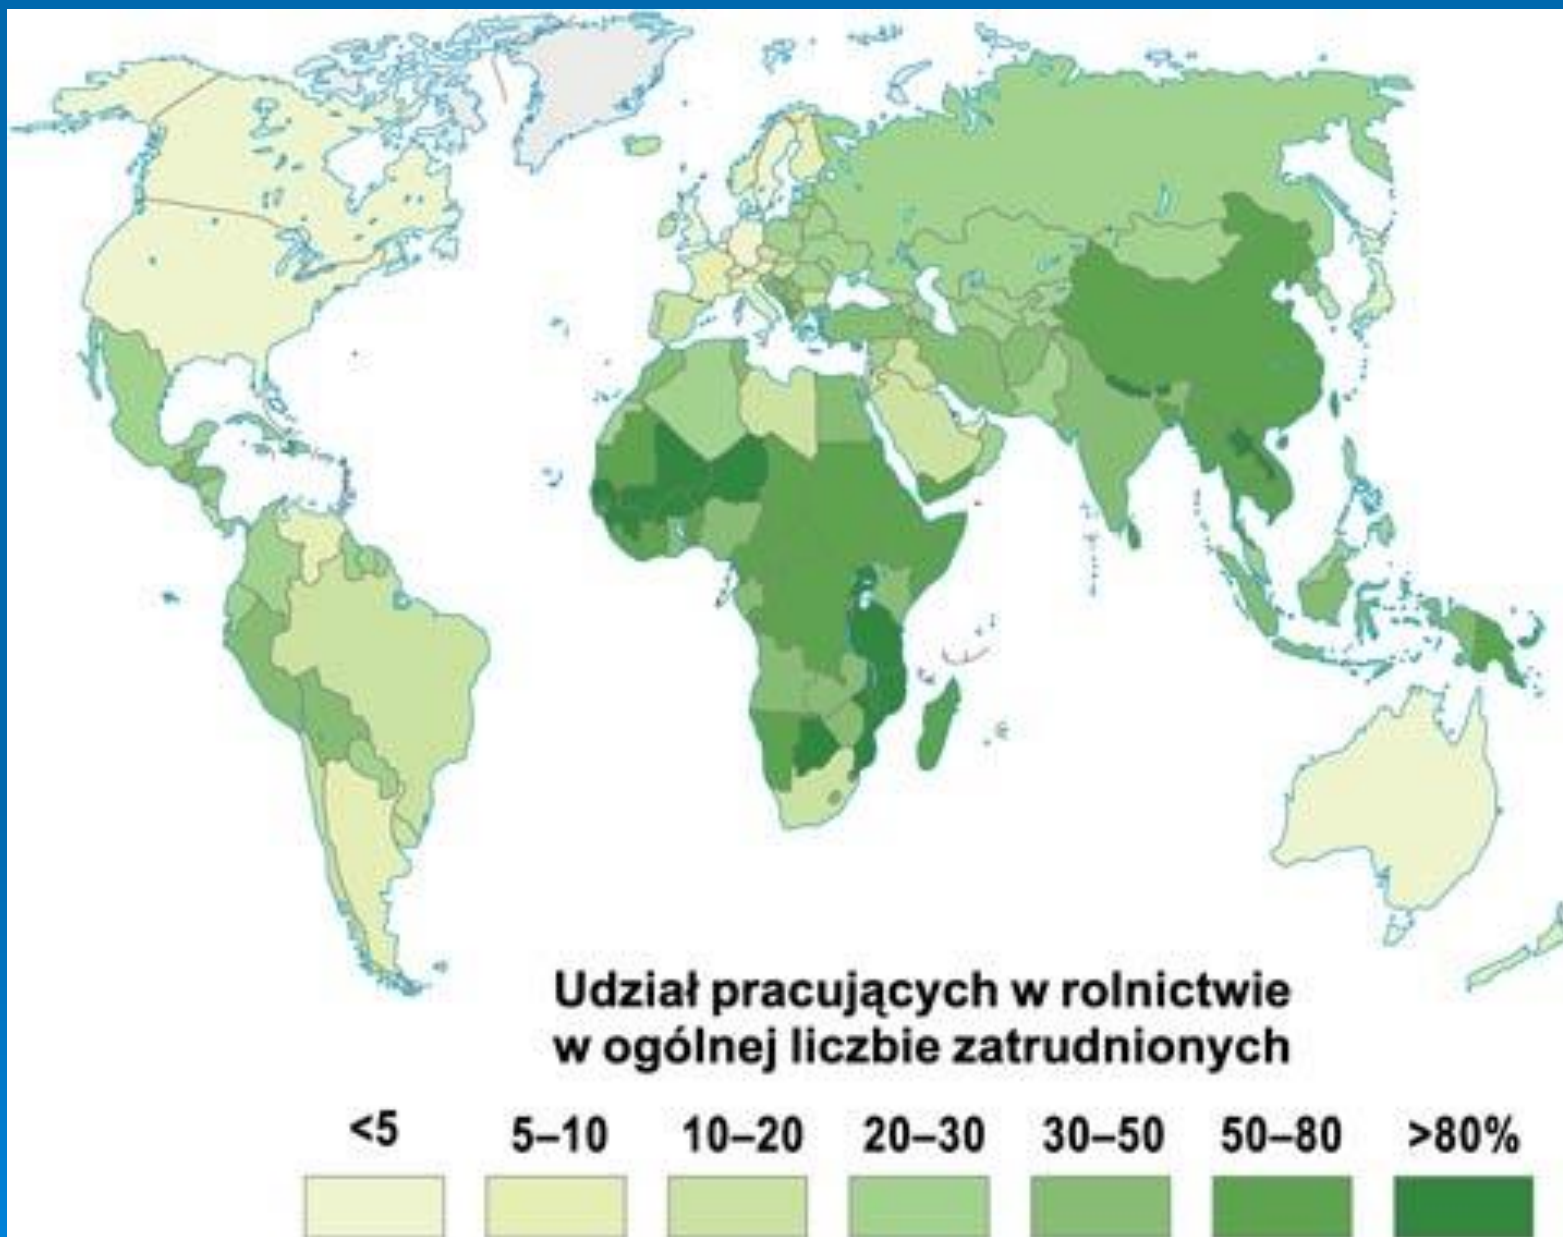 Udział pracujących w rolnictwie
w ogólnej liczbie zatrudnionych
<5 5–10 10–20 20–30 30–50 50–80 >80%